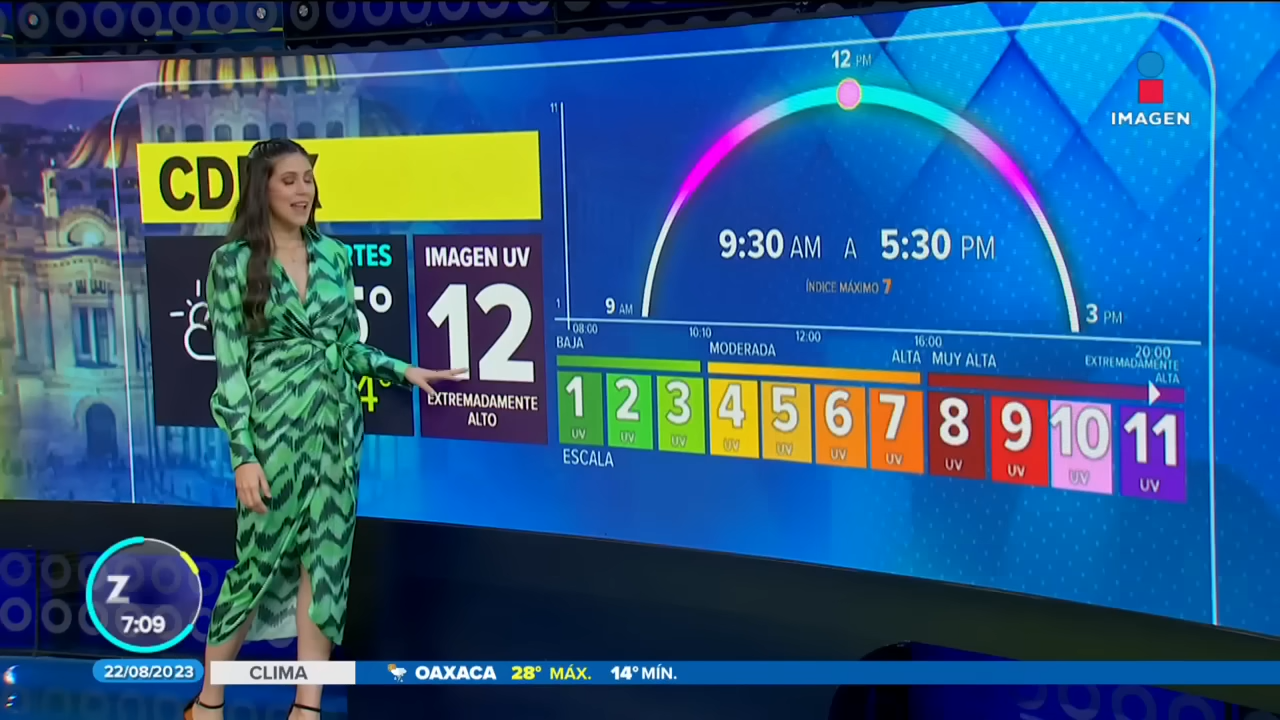 12 PM
IMAGEN
11
CD
RTES
IMAGEN UV
12
EXTREMADAMENTE
ALTO
4°
9:30 AM A 5:30 PM
ÍNDICE MÁXIMO 7
1
9 AM
3 PM
08:00
10:10
12:00
16:00
20:00
BAJA
MODERADA
ALTA
MUY ALTA
EXTREMADAMENTE
ALTA
1 2 3 4 5 6 7 8 9 10 11
UV UV UV UV UV UV UV UV UV UV UV
ESCALA
Z
7:09
22/08/2023 CLIMA OAXACA 28° MÁX. 14° MÍN.